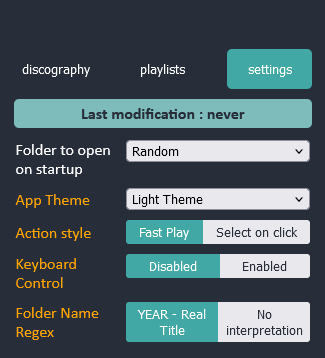 discography playlists settings
Last modification : never
Folder to open
on startup
Random
App Theme
Light Theme
Action style
Fast Play
Select on click
Keyboard
Control
Disabled
Enabled
Folder Name
Regex
YEAR - Real
Title
No
interpretation